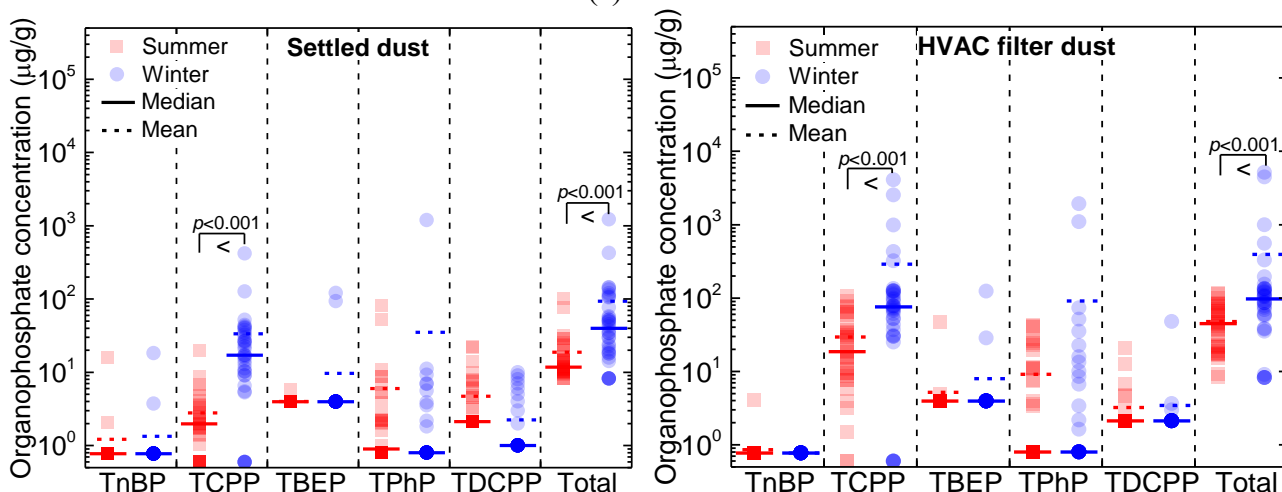 Organophosphate concentration (μg/g)
Settled dust
Summer
Winter
Median
Mean
10^5
10^4
10^3
10^2
10^1
10^0
p<0.001
<
p<0.001
<
TnBP TCPP TBEP TPhP TDCPP Total
Organophosphate concentration (μg/g)
HVAC filter dust
Summer
Winter
Median
Mean
10^5
10^4
10^3
10^2
10^1
10^0
p<0.001
<
p<0.001
<
TnBP TCPP TBEP TPhP TDCPP Total